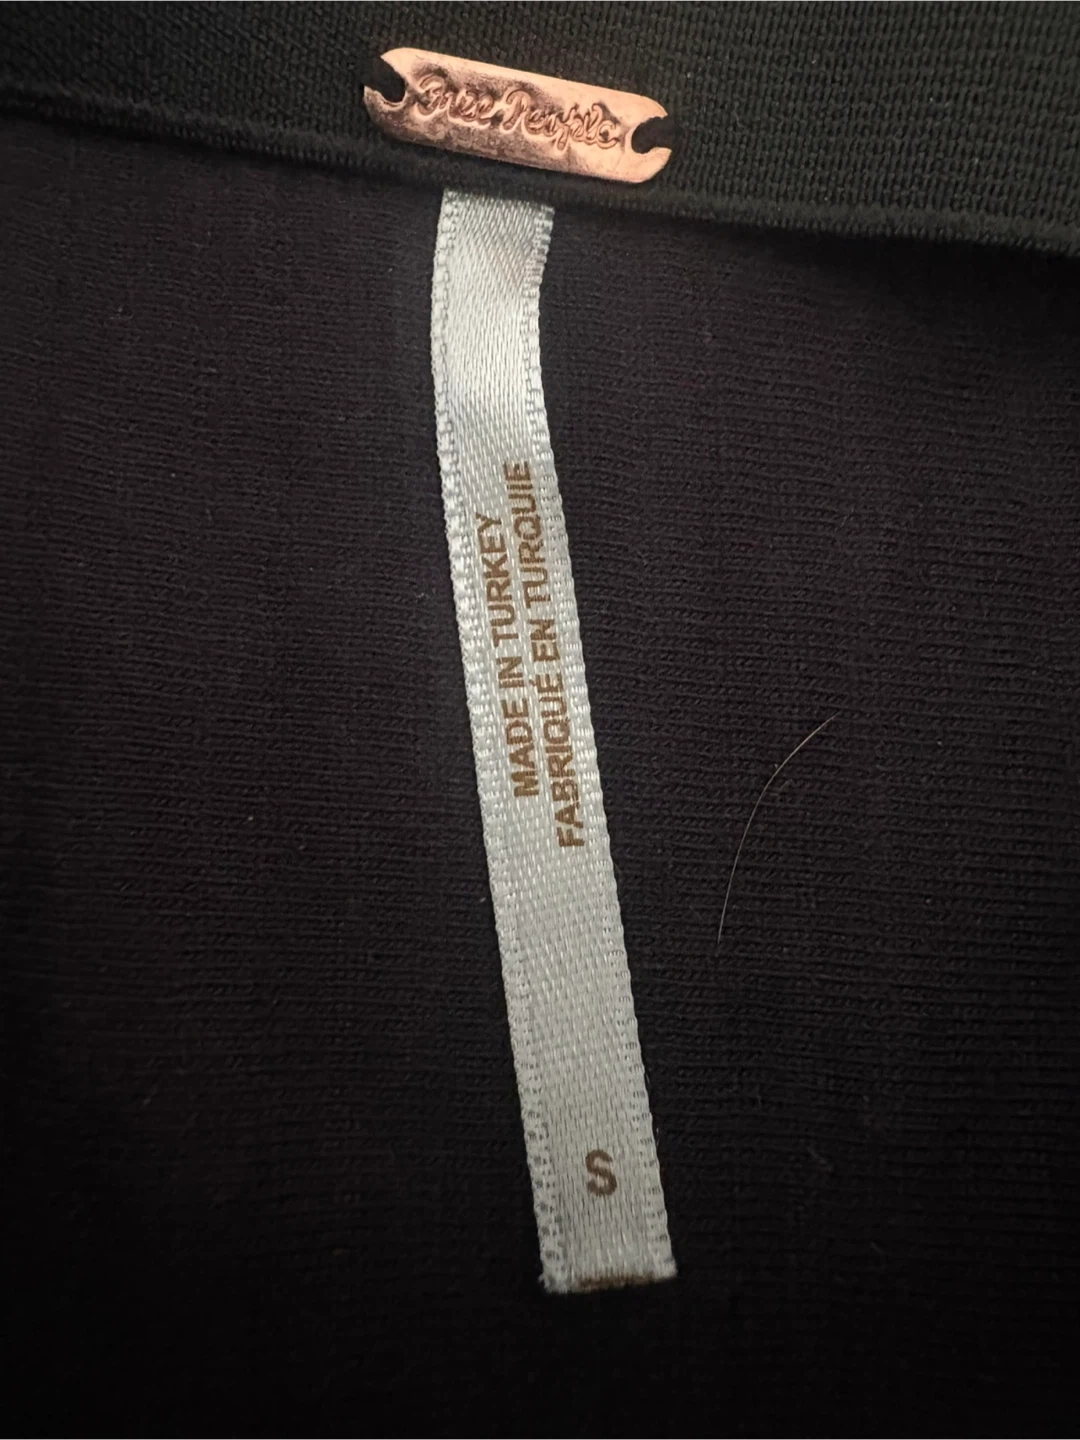 Free People
MADE IN TURKEY
FABRIQUÉ EN TURQUIE
S